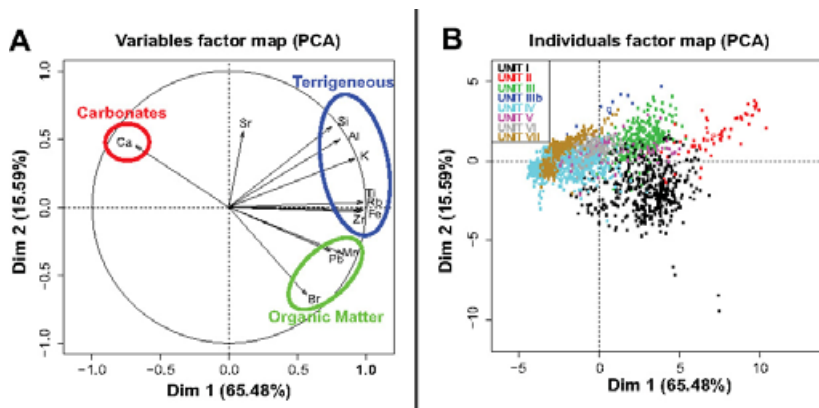 A
Variables factor map (PCA)
Terrigeneous
Carbonates
Ca
Sr
Si
Al
K
Ti
Rb
Fe
Zr
Mn
Pb
Br
Organic Matter
1.0
0.5
0.0
−0.5
−1.0
Dim 2 (15.59%)
−1.0
−0.5
0.0
0.5
1.0
Dim 1 (65.48%)
B
Individuals factor map (PCA)
UNIT I
UNIT II
UNIT III
UNIT IIIb
UNIT IV
UNIT V
UNIT VI
UNIT VII
5
0
−5
−10
Dim 2 (15.59%)
−5
0
5
10
Dim 1 (65.48%)